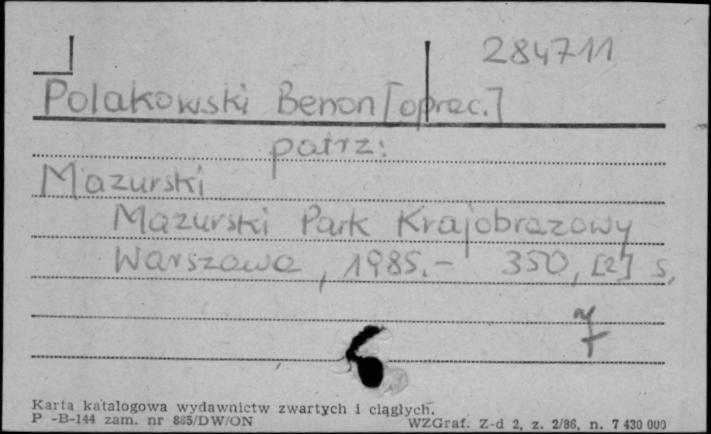 284711
Polakowski Benon [oprac.]
patrz:
Mazurski
Mazurski Park Krajobrazowy
Warszawa, 1985.- 350, [2] s,
Karta katalogowa wydawnictw zwartych i ciągłych.
P -B-144 zam. nr 885/DW/ON WZGraf. Z-d 2, z. 2/86, n. 7 430 000